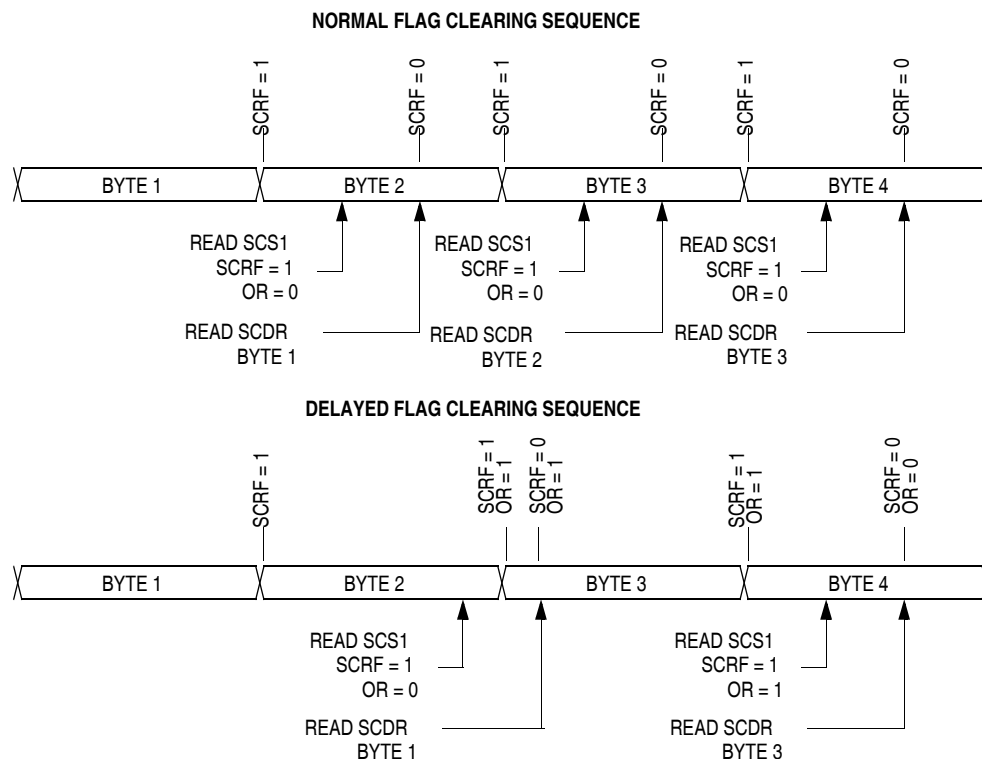 NORMAL FLAG CLEARING SEQUENCE
SCRF = 1
SCRF = 0
SCRF = 1
SCRF = 0
SCRF = 1
SCRF = 0
BYTE 1
BYTE 2
BYTE 3
BYTE 4
READ SCS1
SCRF = 1
OR = 0
READ SCS1
SCRF = 1
OR = 0
READ SCS1
SCRF = 1
OR = 0
READ SCDR
BYTE 1
READ SCDR
BYTE 2
READ SCDR
BYTE 3
DELAYED FLAG CLEARING SEQUENCE
SCRF = 1
SCRF = 1
OR = 1
SCRF = 0
OR = 1
SCRF = 1
OR = 1
SCRF = 0
OR = 0
BYTE 1
BYTE 2
BYTE 3
BYTE 4
READ SCS1
SCRF = 1
OR = 0
READ SCS1
SCRF = 1
OR = 1
READ SCDR
BYTE 1
READ SCDR
BYTE 3